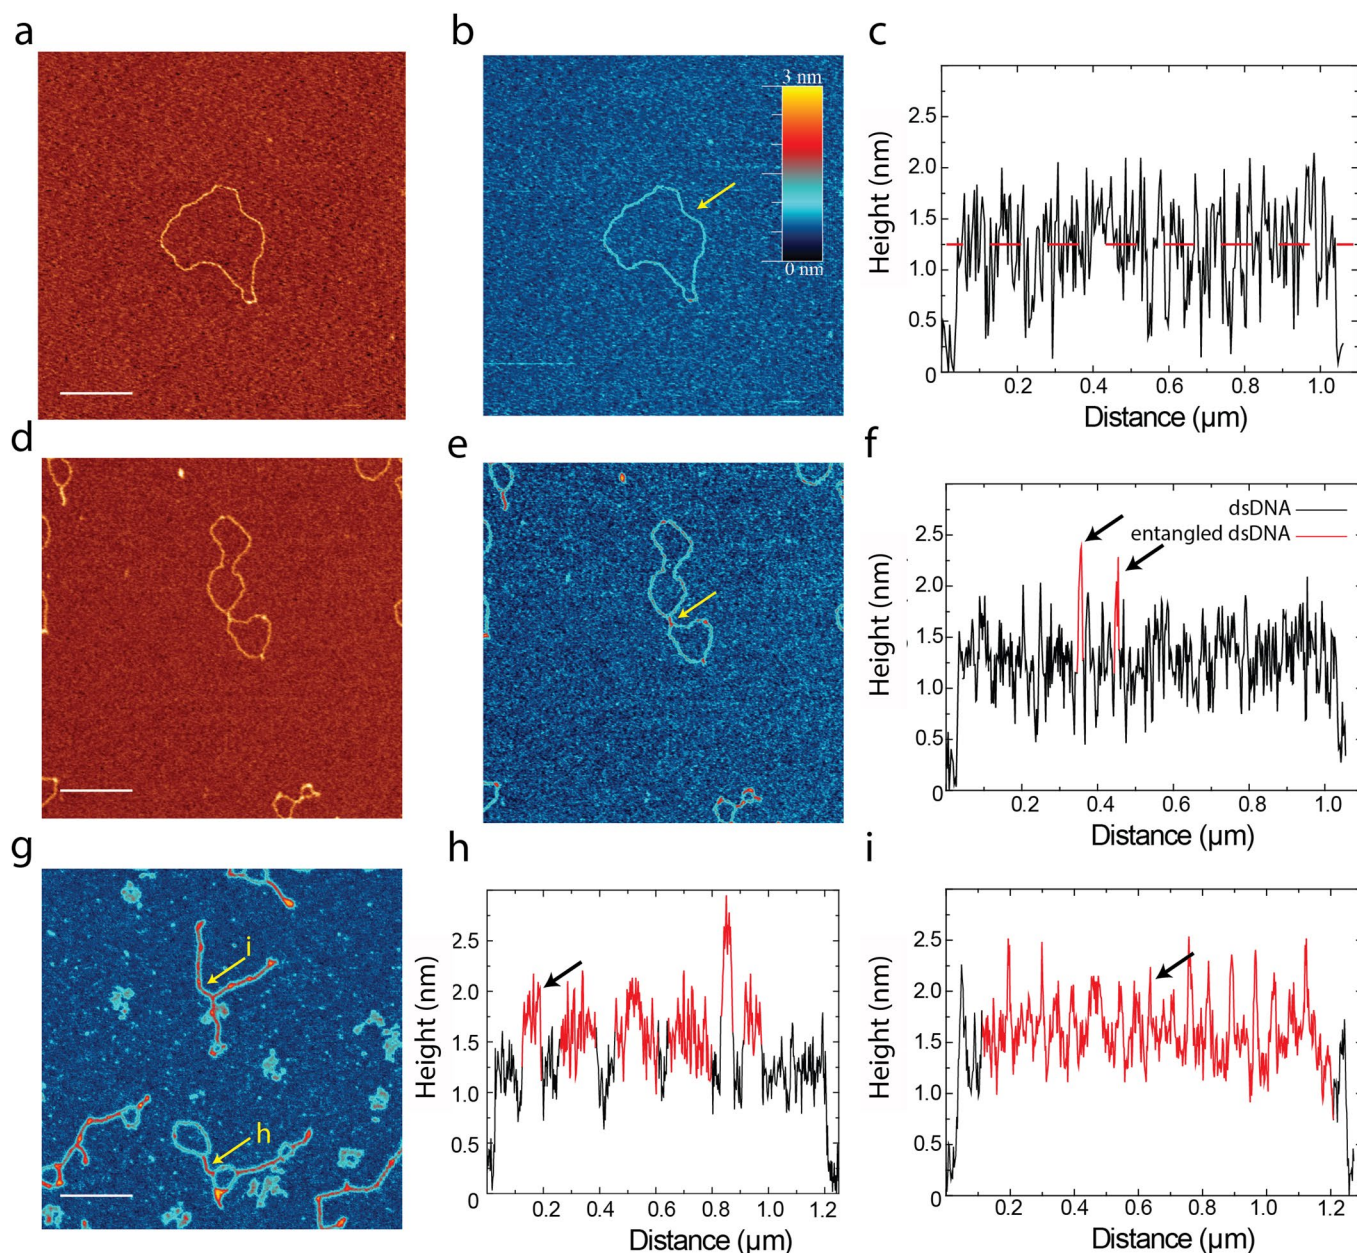 a
b
3 nm
0 nm
c
Height (nm)
2.5
2.0
1.5
1.0
0.5
0
0.2 0.4 0.6 0.8 1.0
Distance (µm)
d
e
f
Height (nm)
2.5
2.0
1.5
1.0
0.5
0
dsDNA
entangled dsDNA
0.2 0.4 0.6 0.8 1.0
Distance (µm)
g
i
h
h
Height (nm)
2.5
2.0
1.5
1.0
0.5
0
0.2 0.4 0.6 0.8 1.0 1.2
Distance (µm)
i
Height (nm)
2.5
2.0
1.5
1.0
0.5
0
0.2 0.4 0.6 0.8 1.0 1.2
Distance (µm)